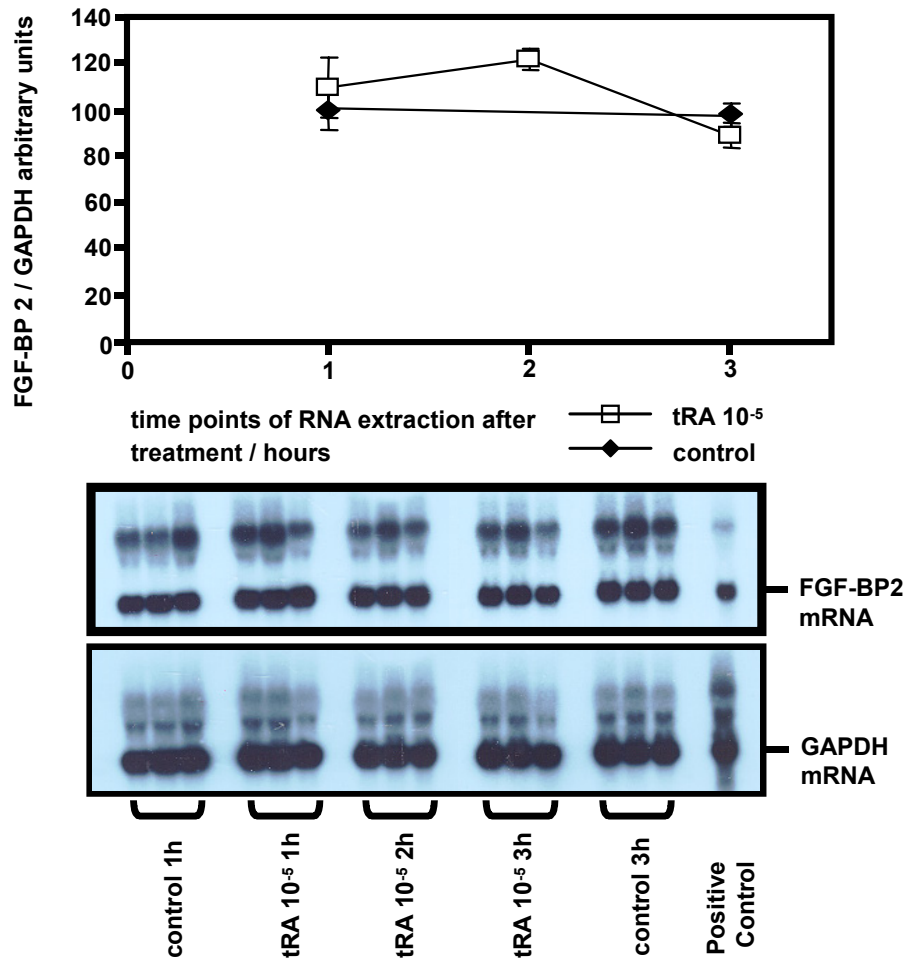 FGF-BP 2 / GAPDH arbitrary units
140
120
100
80
60
40
20
0
0
1
2
3
time points of RNA extraction after
treatment / hours
tRA 10⁻⁵
control
FGF-BP2
mRNA
GAPDH
mRNA
control 1h
tRA 10⁻⁵ 1h
tRA 10⁻⁵ 2h
tRA 10⁻⁵ 3h
control 3h
Positive
Control